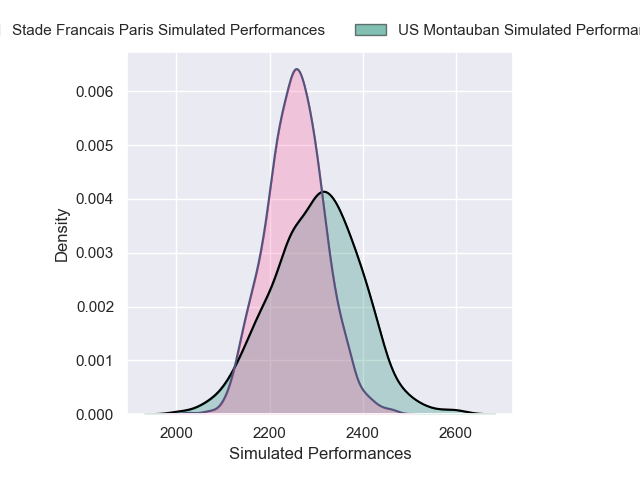 Stade Francais Paris Simulated Performances US Montauban Simulated
0.006
0.005
0.004
0.003
0.002
0.001
0.000
Density
2000 2200 2400 2600
Simulated Performances